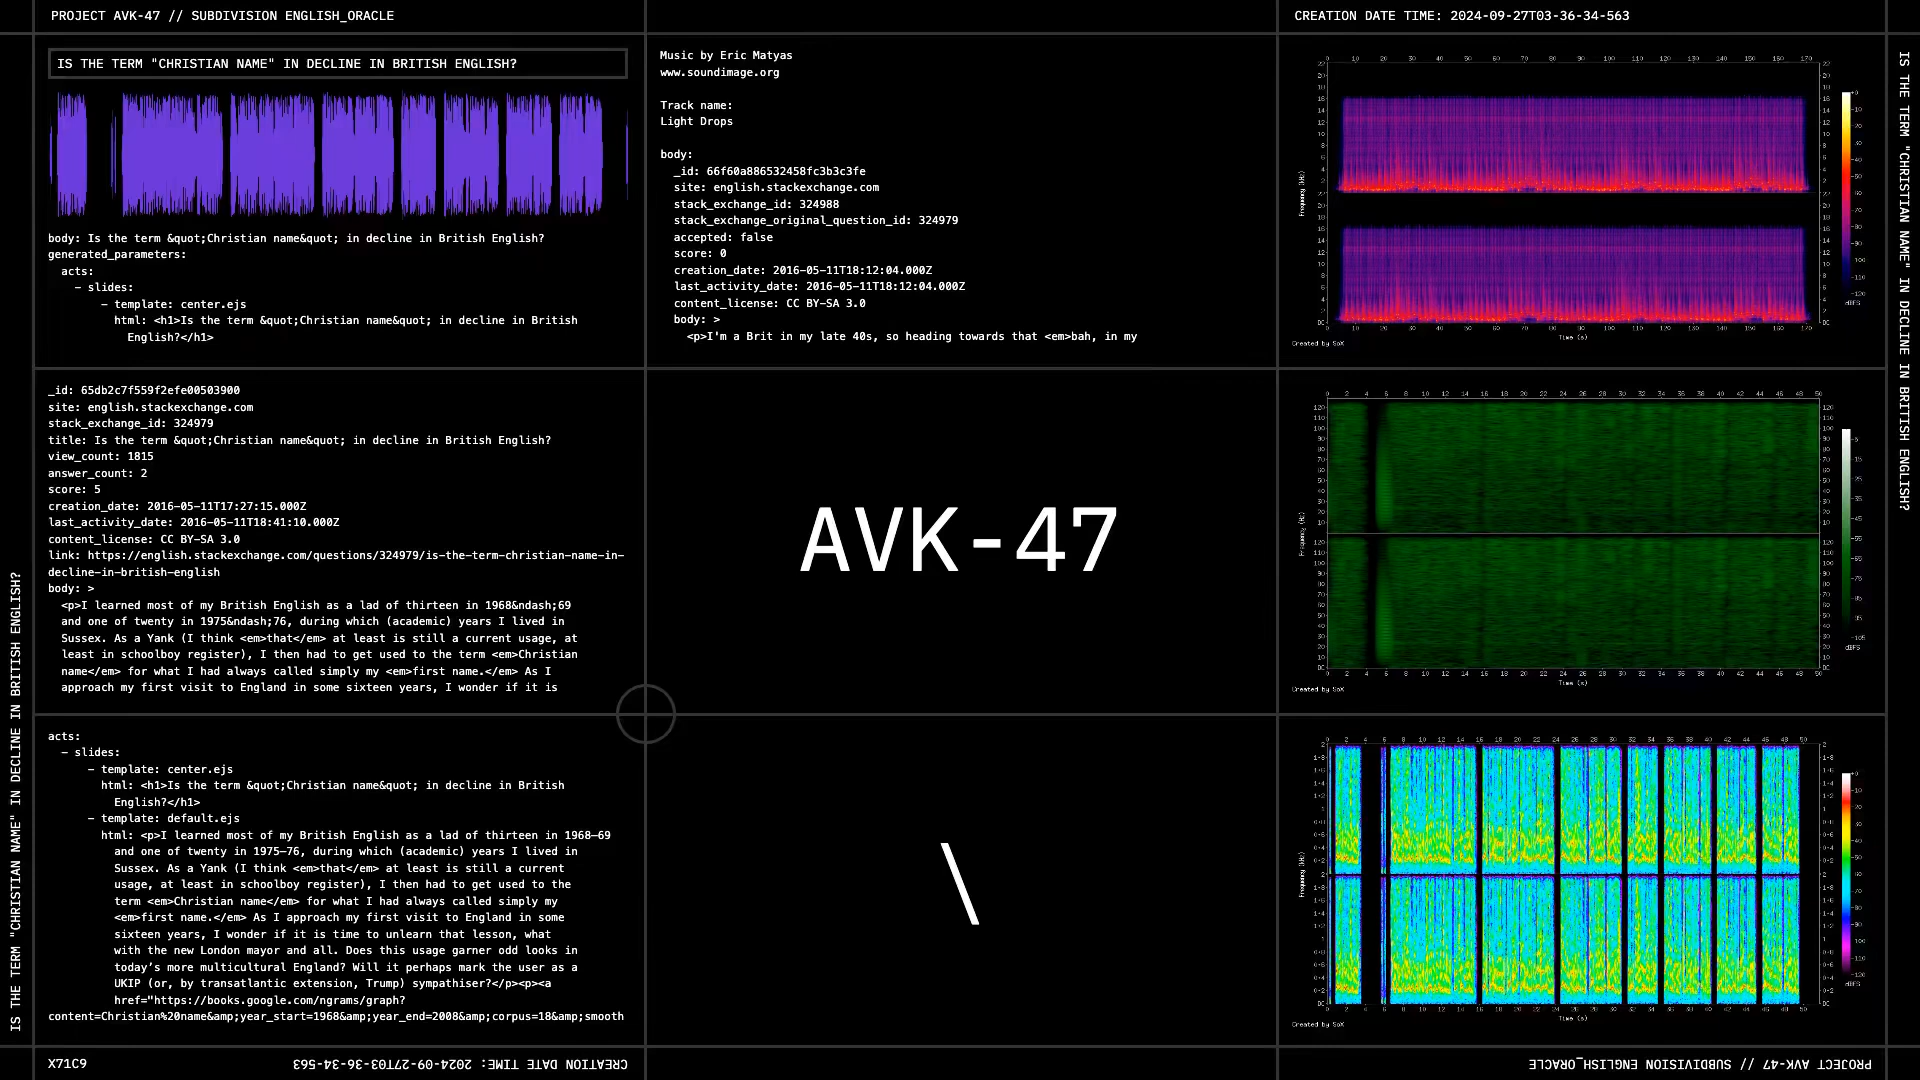 PROJECT AVK-47 // SUBDIVISION ENGLISH_ORACLE
CREATION DATE TIME: 2024-09-27T03-36-34-563
IS THE TERM "CHRISTIAN NAME" IN DECLINE IN BRITISH ENGLISH?
body: Is the term &quot;Christian name&quot; in decline in British English?
generated_parameters:
acts:
– slides:
– template: center.ejs
html: <h1>Is the term &quot;Christian name&quot; in decline in British
English?</h1>
Music by Eric Matyas
www.soundimage.org
Track name:
Light Drops
body:
_id: 66f60a886532458fc3b3c3fe
site: english.stackexchange.com
stack_exchange_id: 324988
stack_exchange_original_question_id: 324979
accepted: false
score: 0
creation_date: 2016-05-11T18:12:04.000Z
last_activity_date: 2016-05-11T18:12:04.000Z
content_license: CC BY-SA 3.0
body: >
<p>I'm a Brit in my late 40s, so heading towards that <em>bah, in my
Frequency (kHz)
Time (s)
dBFS
Created by SoX
IS THE TERM "CHRISTIAN NAME" IN DECLINE IN BRITISH ENGLISH?
_id: 65db2c7f559f2efe00503900
site: english.stackexchange.com
stack_exchange_id: 324979
title: Is the term &quot;Christian name&quot; in decline in British English?
view_count: 1815
answer_count: 2
score: 5
creation_date: 2016-05-11T17:27:15.000Z
last_activity_date: 2016-05-11T18:41:10.000Z
content_license: CC BY-SA 3.0
link: https://english.stackexchange.com/questions/324979/is-the-term-christian-name-in-
decline-in-british-english
body: >
<p>I learned most of my British English as a lad of thirteen in 1968&ndash;69
and one of twenty in 1975&ndash;76, during which (academic) years I lived in
Sussex. As a Yank (I think <em>that</em> at least is still a current usage, at
least in schoolboy register), I then had to get used to the term <em>Christian
name</em> for what I had always called simply my <em>first name.</em> As I
approach my first visit to England in some sixteen years, I wonder if it is
AVK-47
Frequency (Hz)
Time (s)
dBFS
Created by SoX
IS THE TERM "CHRISTIAN NAME" IN DECLINE IN BRITISH ENGLISH?
acts:
– slides:
– template: center.ejs
html: <h1>Is the term &quot;Christian name&quot; in decline in British
English?</h1>
– template: default.ejs
html: <p>I learned most of my British English as a lad of thirteen in 1968–69
and one of twenty in 1975–76, during which (academic) years I lived in
Sussex. As a Yank (I think <em>that</em> at least is still a current
usage, at least in schoolboy register), I then had to get used to the
term <em>Christian name</em> for what I had always called simply my
<em>first name.</em> As I approach my first visit to England in some
sixteen years, I wonder if it is time to unlearn that lesson, what
with the new London mayor and all. Does this usage garner odd looks in
today's more multicultural England? Will it perhaps mark the user as a
UKIP (or, by transatlantic extension, Trump) sympathiser?</p><p><a
href="https://books.google.com/ngrams/graph?
content=Christian%20name&amp;year_start=1968&amp;year_end=2008&amp;corpus=18&amp;smooth
\
Frequency (kHz)
Time (s)
dBFS
Created by SoX
X71CJ9
CREATION DATE TIME: 2024-09-27T03-36-34-563
PROJECT AVK-47 // SUBDIVISION ENGLISH_ORACLE